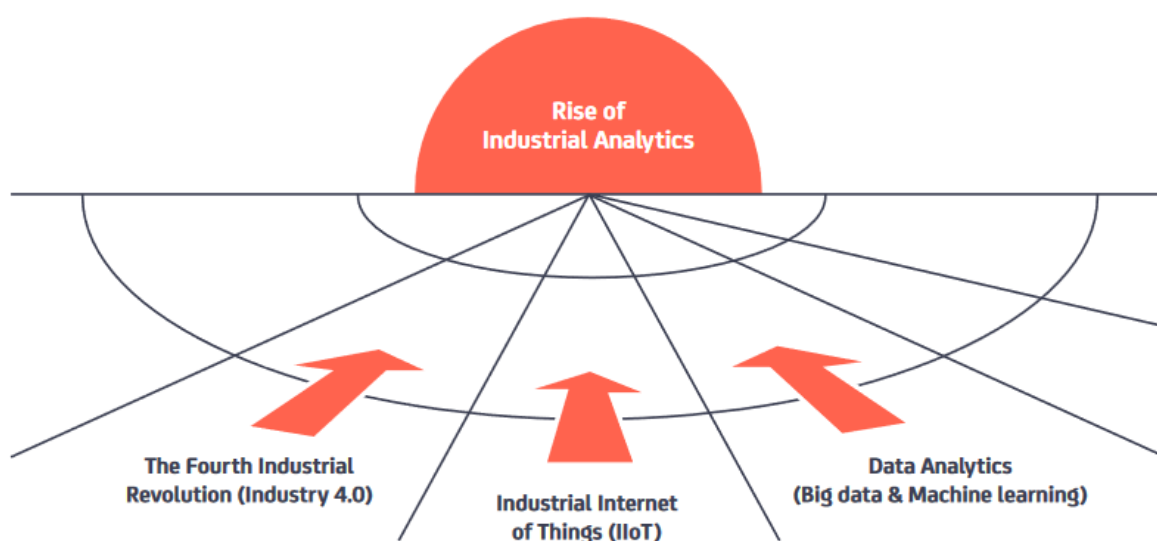 Rise of
Industrial Analytics
The Fourth Industrial
Revolution (Industry 4.0)
Industrial Internet
of Things (IIoT)
Data Analytics
(Big data & Machine learning)